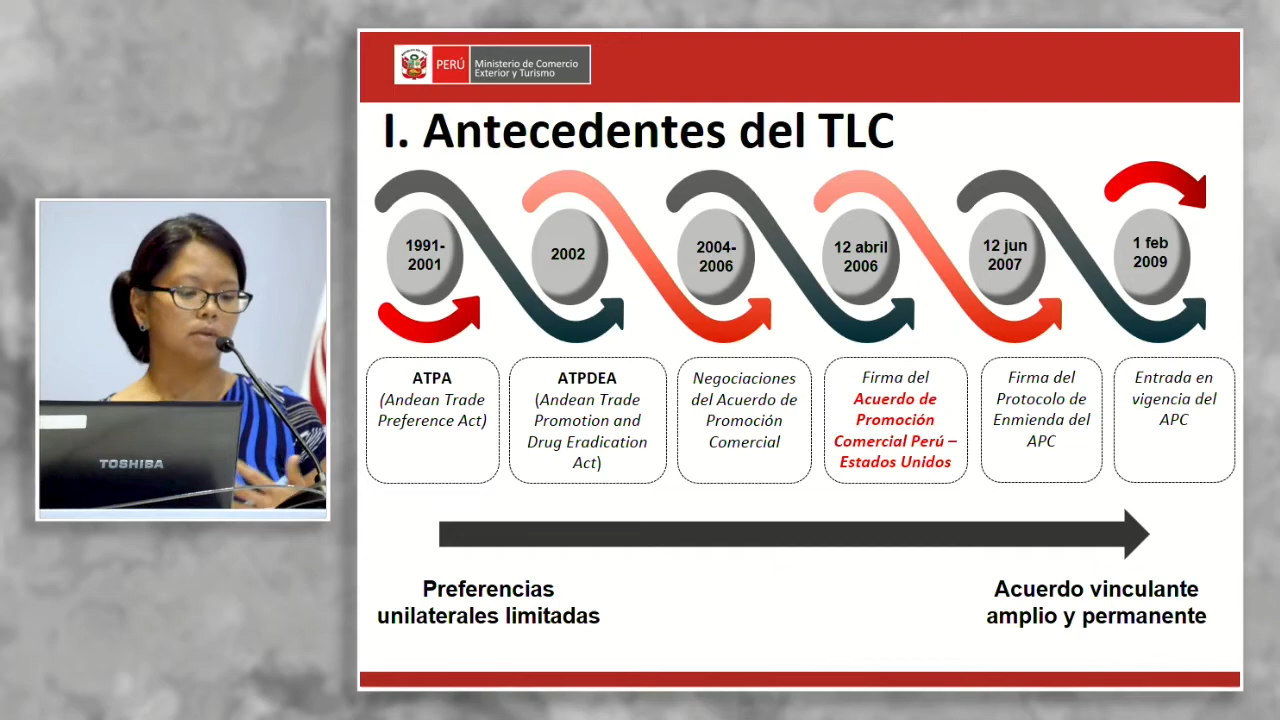 PERÚ
Ministerio de Comercio
Exterior y Turismo
I. Antecedentes del TLC
1991-
2001
2002
2004-
2006
12 abril
2006
12 jun
2007
1 feb
2009
ATPA
(Andean Trade
Preference Act)
ATPDEA
(Andean Trade
Promotion and
Drug Eradication
Act)
Negociaciones
del Acuerdo de
Promoción
Comercial
Firma del
Acuerdo de
Promoción
Comercial Perú –
Estados Unidos
Firma del
Protocolo de
Enmienda del
APC
Entrada en
vigencia del
APC
Preferencias
unilaterales limitadas
Acuerdo vinculante
amplio y permanente
TOSHIBA